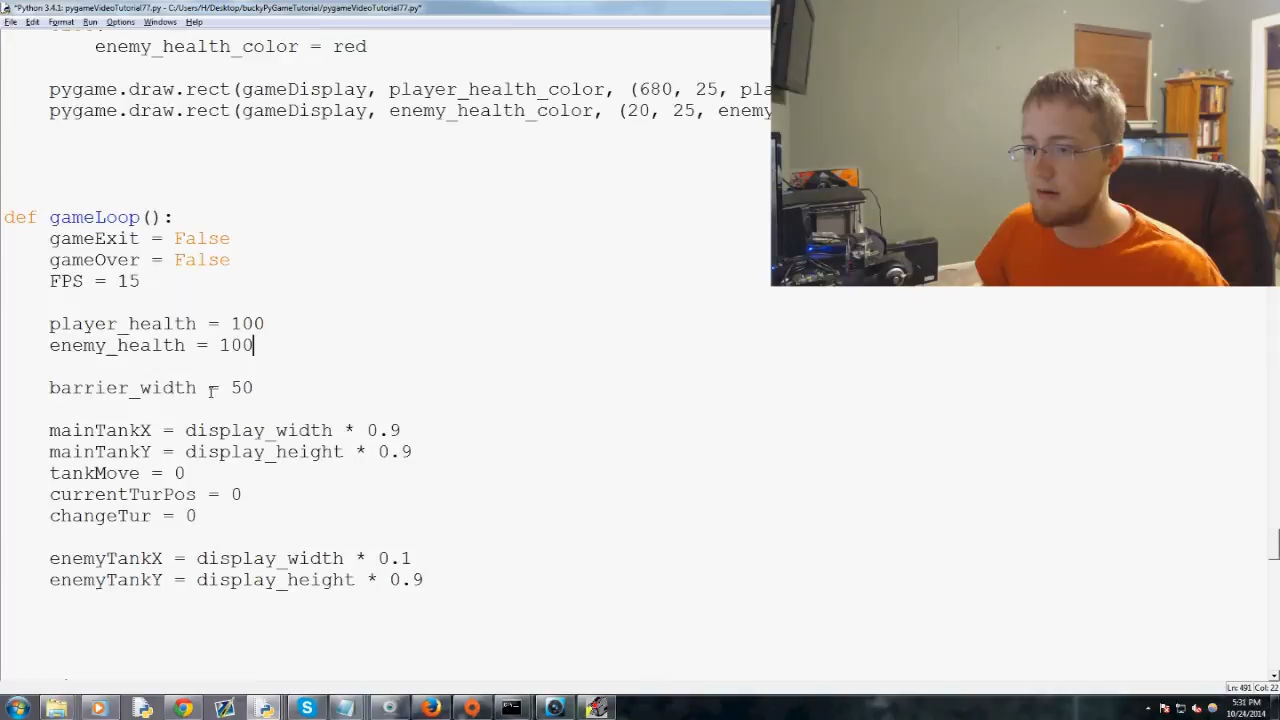 *Python 3.4.1: pygameVideoTutorial77.py - C:/Users/H/Desktop/buckyPyGameTutorial/pygameVideoTutorial77.py*
File Edit Format Run Options Windows Help
enemy_health_color = red
pygame.draw.rect(gameDisplay, player_health_color, (680, 25, pla
pygame.draw.rect(gameDisplay, enemy_health_color, (20, 25, enemy
def gameLoop():
gameExit = False
gameOver = False
FPS = 15
player_health = 100
enemy_health = 100
barrier_width = 50
mainTankX = display_width * 0.9
mainTankY = display_height * 0.9
tankMove = 0
currentTurPos = 0
changeTur = 0
enemyTankX = display_width * 0.1
enemyTankY = display_height * 0.9
Ln: 491 Col: 22
5:31 PM
10/24/2014